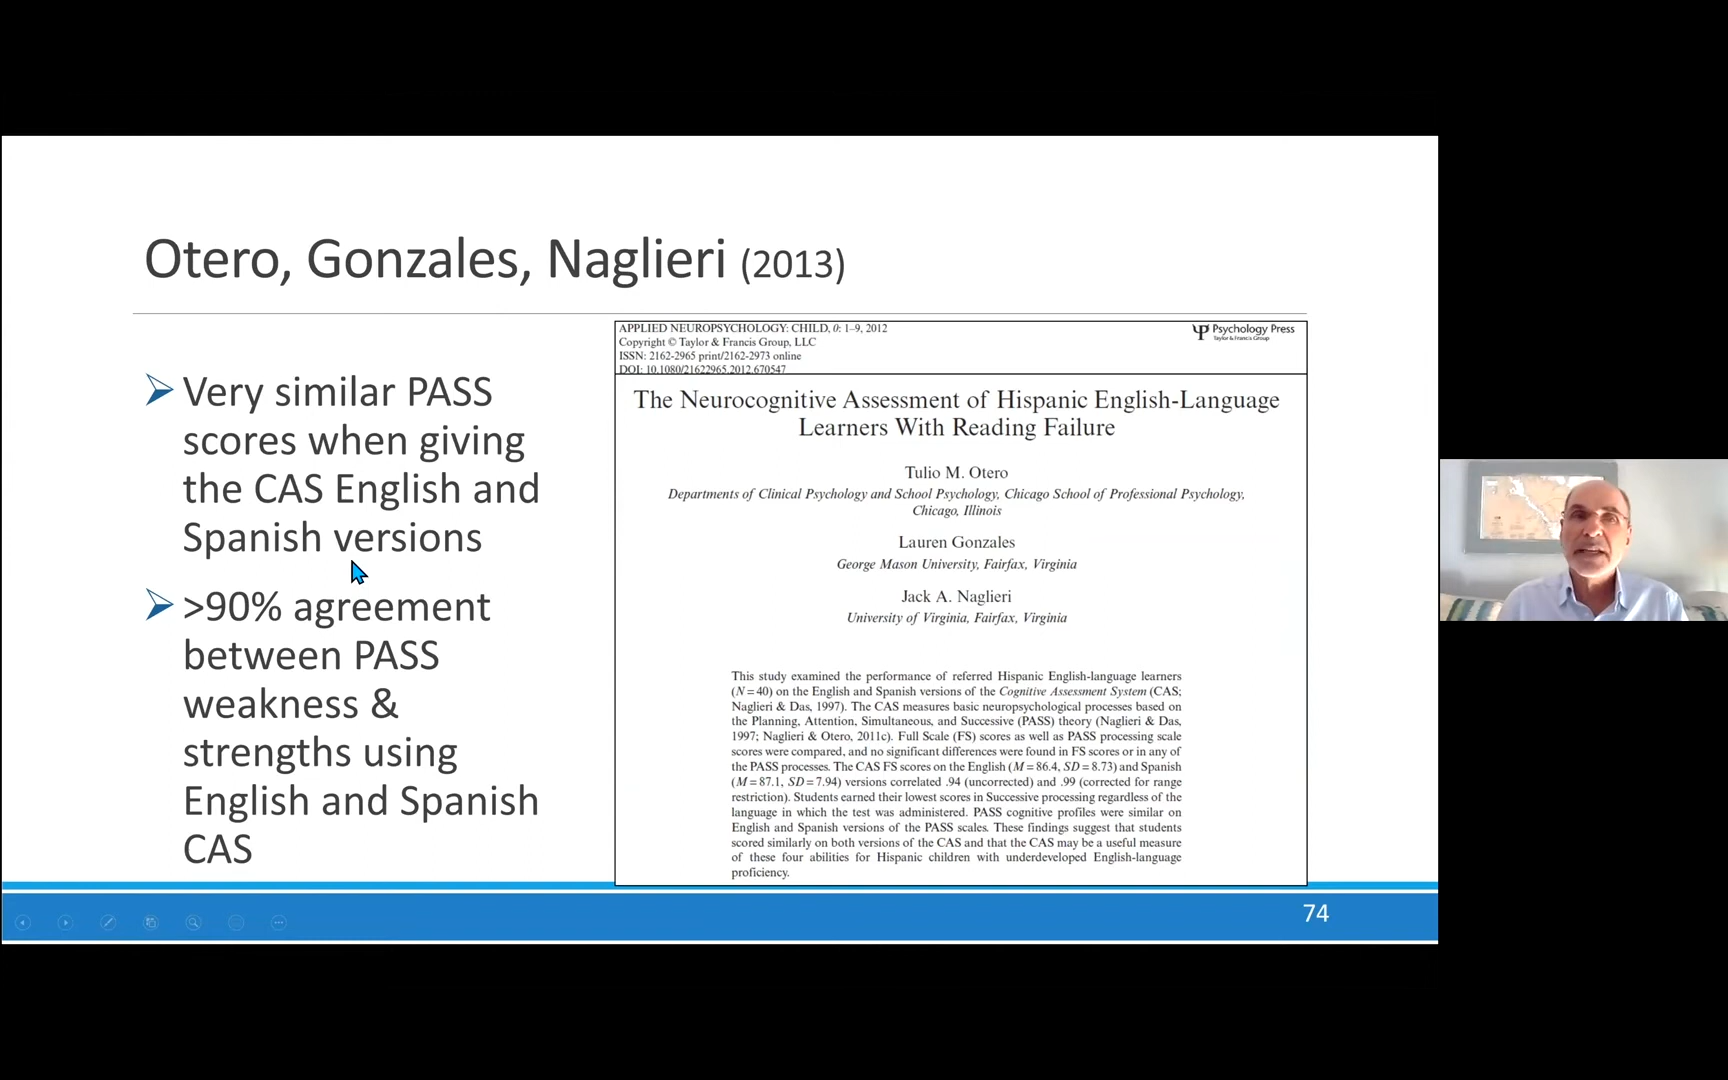 Otero, Gonzales, Naglieri (2013)
Very similar PASS
scores when giving
the CAS English and
Spanish versions
>90% agreement
between PASS
weakness &
strengths using
English and Spanish
CAS
APPLIED NEUROPSYCHOLOGY: CHILD, 0: 1–9, 2012
Copyright © Taylor & Francis Group, LLC
ISSN: 2162-2965 print/2162-2973 online
DOI: 10.1080/21622965.2012.670547
Psychology Press
Taylor & Francis Group
The Neurocognitive Assessment of Hispanic English-Language
Learners With Reading Failure
Tulio M. Otero
Departments of Clinical Psychology and School Psychology, Chicago School of Professional Psychology,
Chicago, Illinois
Lauren Gonzales
George Mason University, Fairfax, Virginia
Jack A. Naglieri
University of Virginia, Fairfax, Virginia
This study examined the performance of referred Hispanic English-language learners
(N = 40) on the English and Spanish versions of the Cognitive Assessment System (CAS;
Naglieri & Das, 1997). The CAS measures basic neuropsychological processes based on
the Planning, Attention, Simultaneous, and Successive (PASS) theory (Naglieri & Das,
1997; Naglieri & Otero, 2011c). Full Scale (FS) scores as well as PASS processing scale
scores were compared, and no significant differences were found in FS scores or in any of
the PASS processes. The CAS FS scores on the English (M = 86.4, SD = 8.73) and Spanish
(M = 87.1, SD = 7.94) versions correlated .94 (uncorrected) and .99 (corrected for range
restriction). Students earned their lowest scores in Successive processing regardless of the
language in which the test was administered. PASS cognitive profiles were similar on
English and Spanish versions of the PASS scales. These findings suggest that students
scored similarly on both versions of the CAS and that the CAS may be a useful measure
of these four abilities for Hispanic children with underdeveloped English-language
proficiency.
74